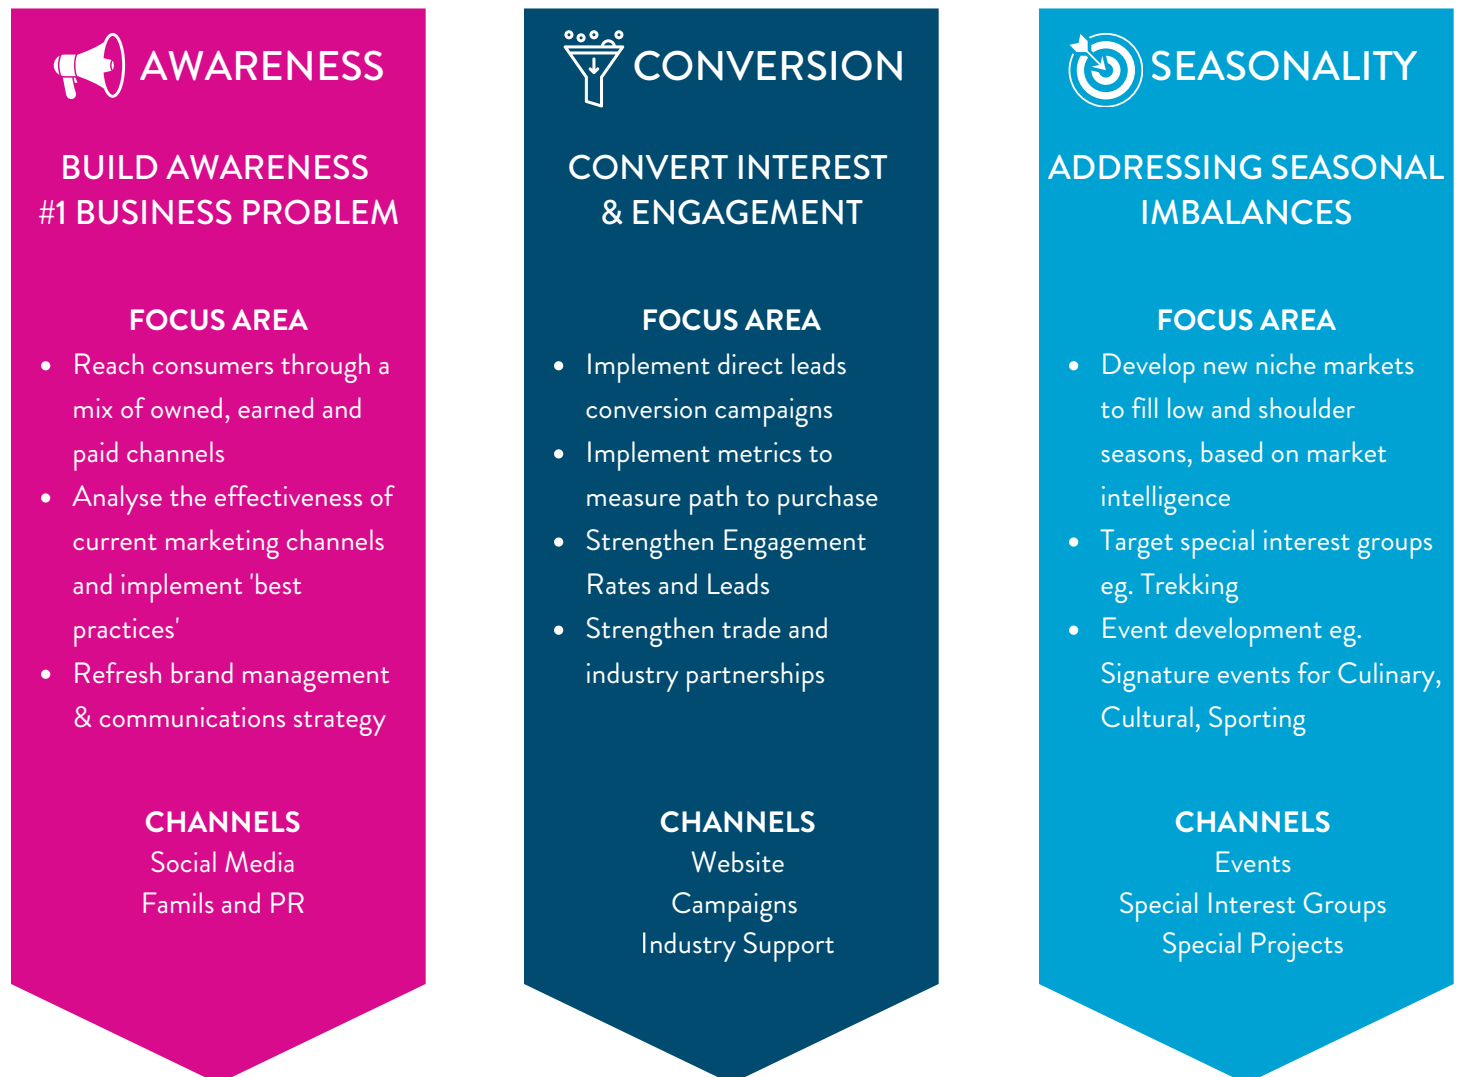 AWARENESS
BUILD AWARENESS
#1 BUSINESS PROBLEM
FOCUS AREA
• Reach consumers through a
mix of owned, earned and
paid channels
• Analyse the effectiveness of
current marketing channels
and implement 'best
practices'
• Refresh brand management
& communications strategy
CHANNELS
Social Media
Famils and PR
CONVERSION
CONVERT INTEREST
& ENGAGEMENT
FOCUS AREA
• Implement direct leads
conversion campaigns
• Implement metrics to
measure path to purchase
• Strengthen Engagement
Rates and Leads
• Strengthen trade and
industry partnerships
CHANNELS
Website
Campaigns
Industry Support
SEASONALITY
ADDRESSING SEASONAL
IMBALANCES
FOCUS AREA
• Develop new niche markets
to fill low and shoulder
seasons, based on market
intelligence
• Target special interest groups
eg. Trekking
• Event development eg.
Signature events for Culinary,
Cultural, Sporting
CHANNELS
Events
Special Interest Groups
Special Projects